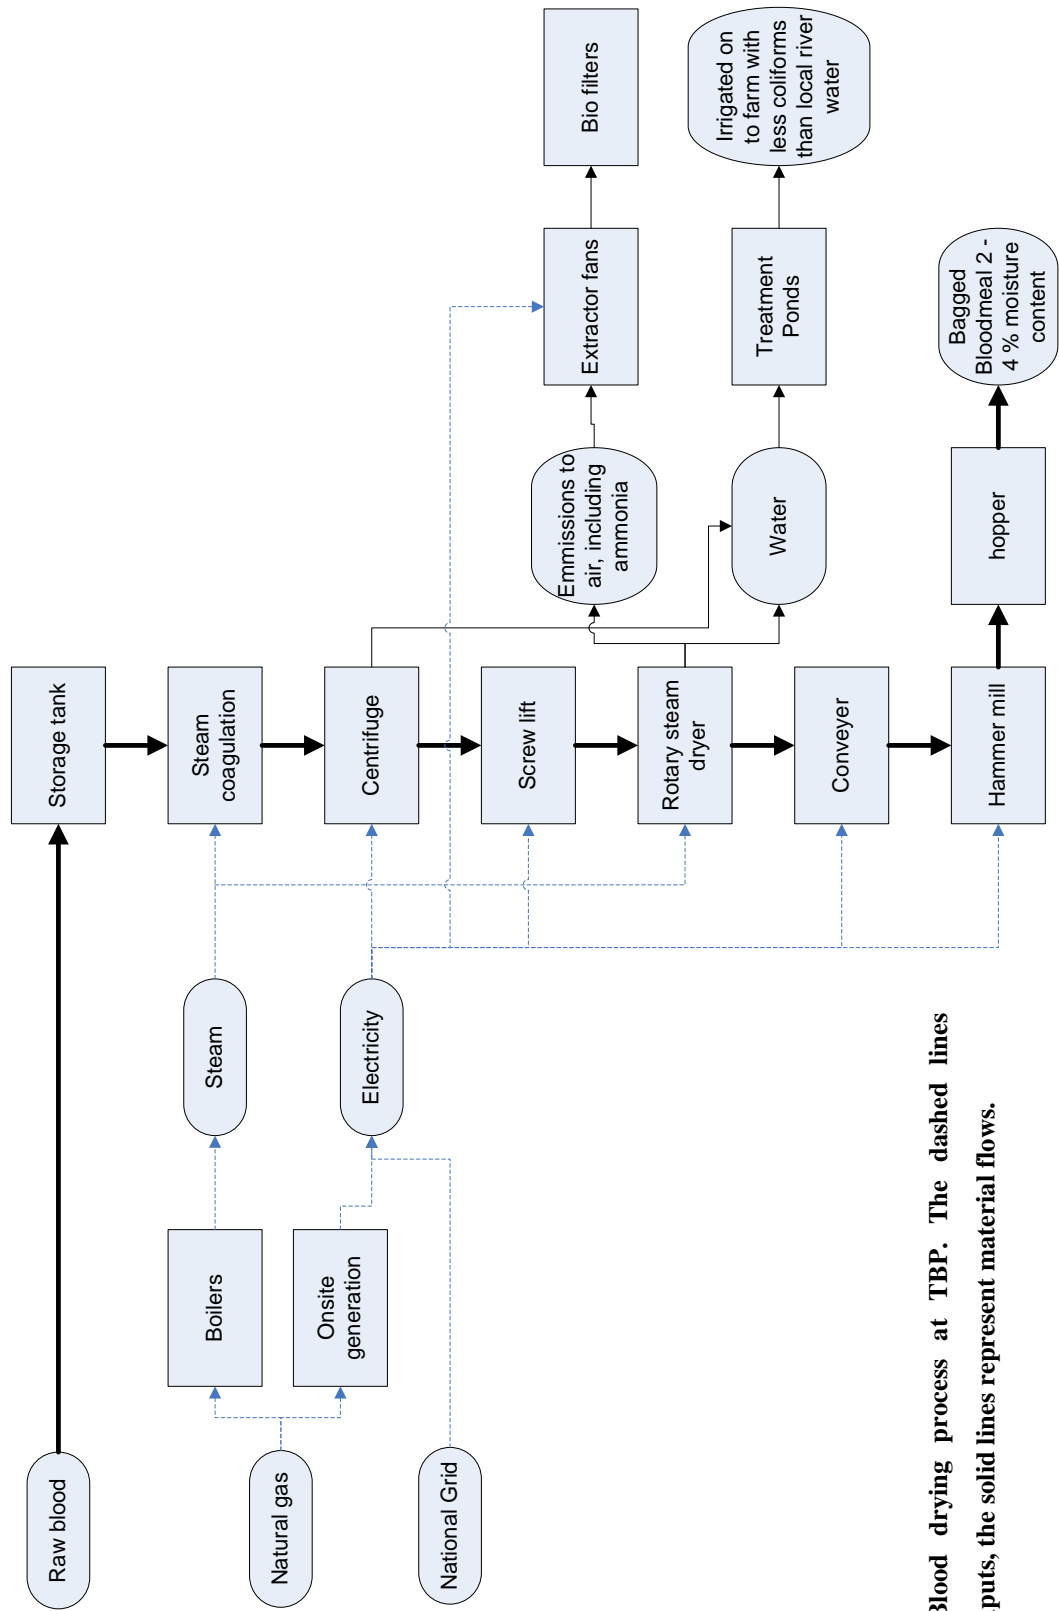 Raw blood
Natural gas
National Grid
Boilers
Onsite
generation
Steam
Electricity
Storage tank
Steam
coagulation
Centrifuge
Screw lift
Rotary steam
dryer
Conveyer
Hammer mill
Emmissions to
air, including
ammonia
Water
hopper
Extractor fans
Treatment
Ponds
Bagged
Bloodmeal 2 -
4 % moisture
content
Bio filters
Irrigated on
to farm with
less coliforms
than local river
water
Blood drying process at TBP. The dashed lines
puts, the solid lines represent material flows.